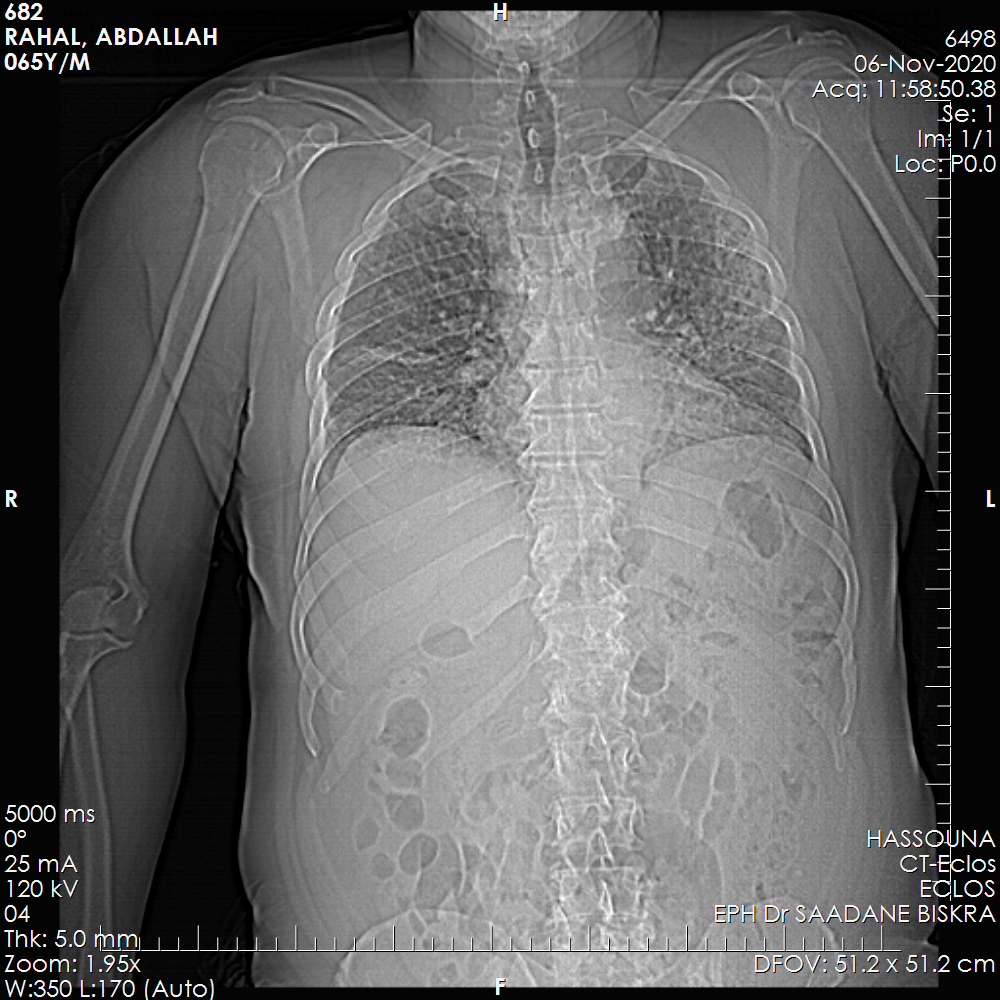 682
RAHAL, ABDALLAH
065Y/M
H
6498
06-Nov-2020
Acq: 11:58:50.38
Se: 1
Im: 1/1
Loc: P0.0
R
L
5000 ms
0°
25 mA
120 kV
04
Thk: 5.0 mm
Zoom: 1.95x
W:350 L:170 (Auto)
F
HASSOUNA
CT-Eclos
ECLOS
EPH Dr SAADANE BISKRA
DFOV: 51.2 x 51.2 cm